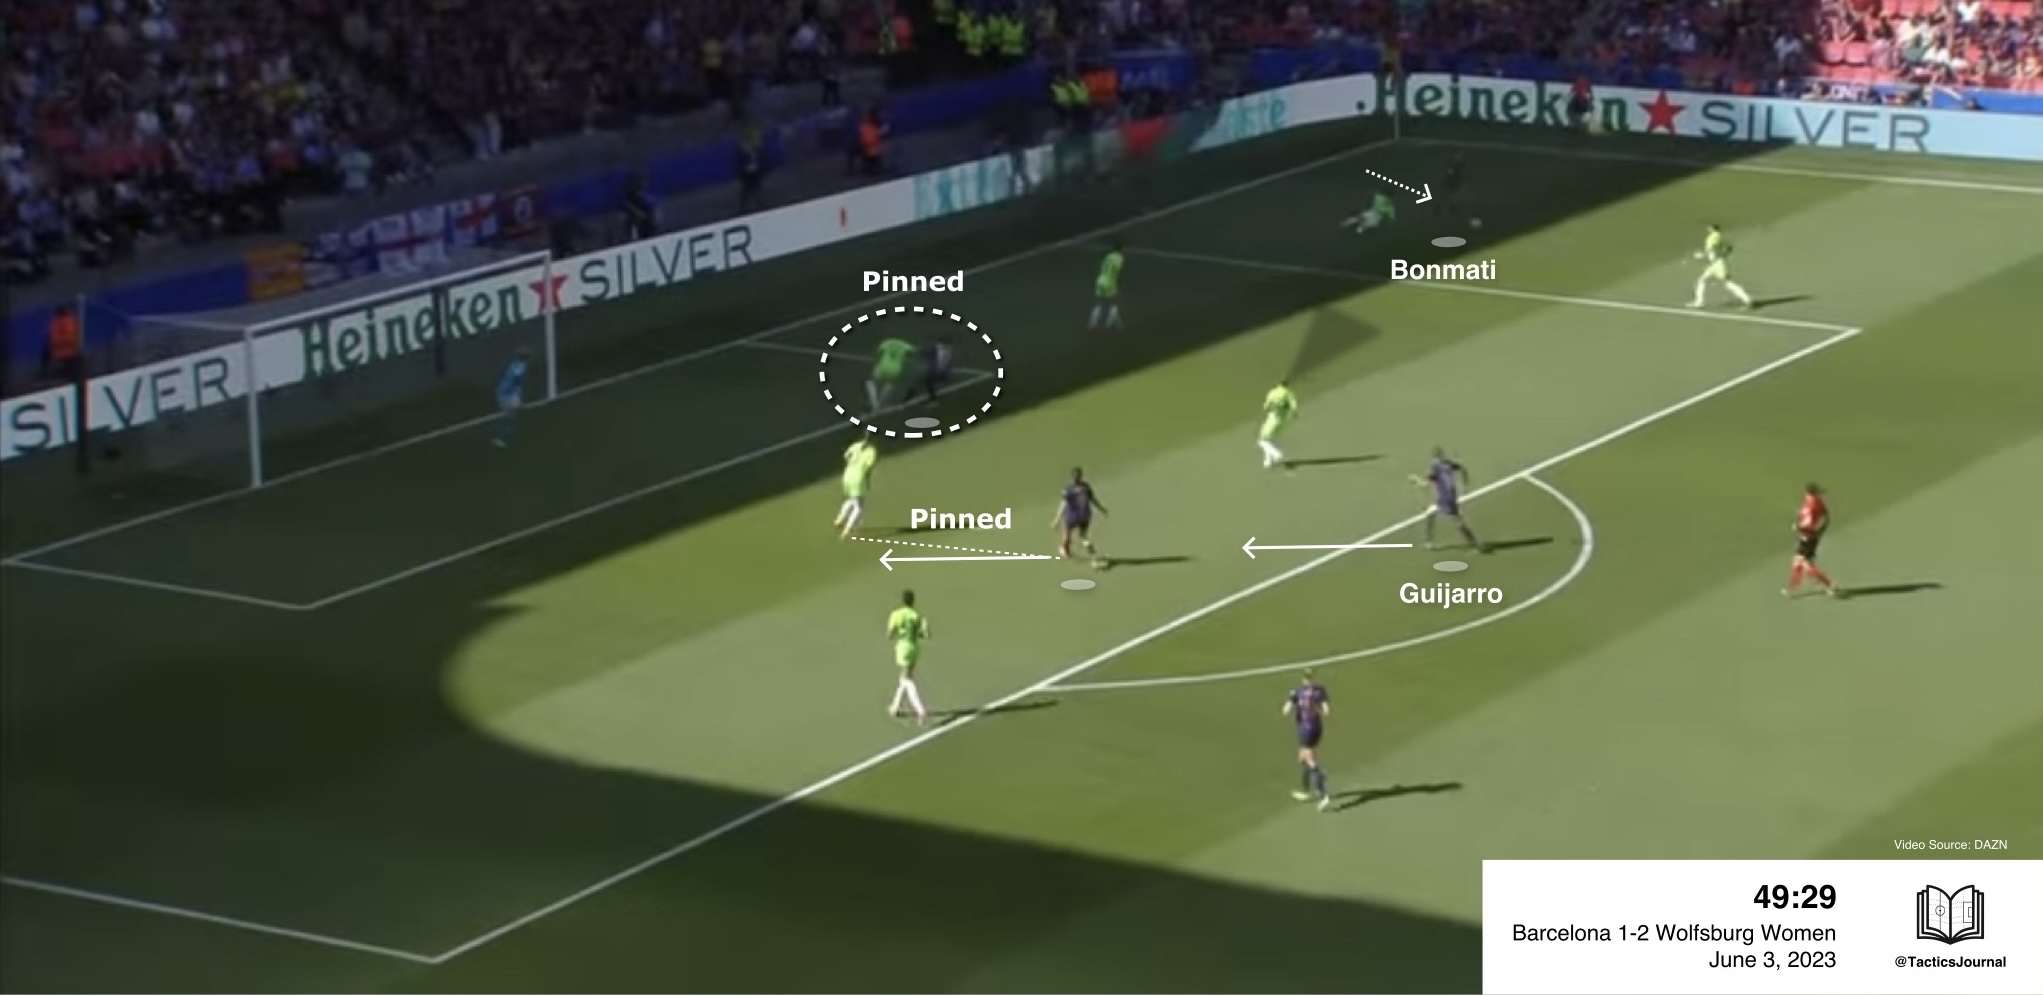 Heineken SILVER
SILVER Heineken SILVER
Pinned
Bonmati
Pinned
Guijarro
Video Source: DAZN
49:29
Barcelona 1-2 Wolfsburg Women
June 3, 2023
@TacticsJournal